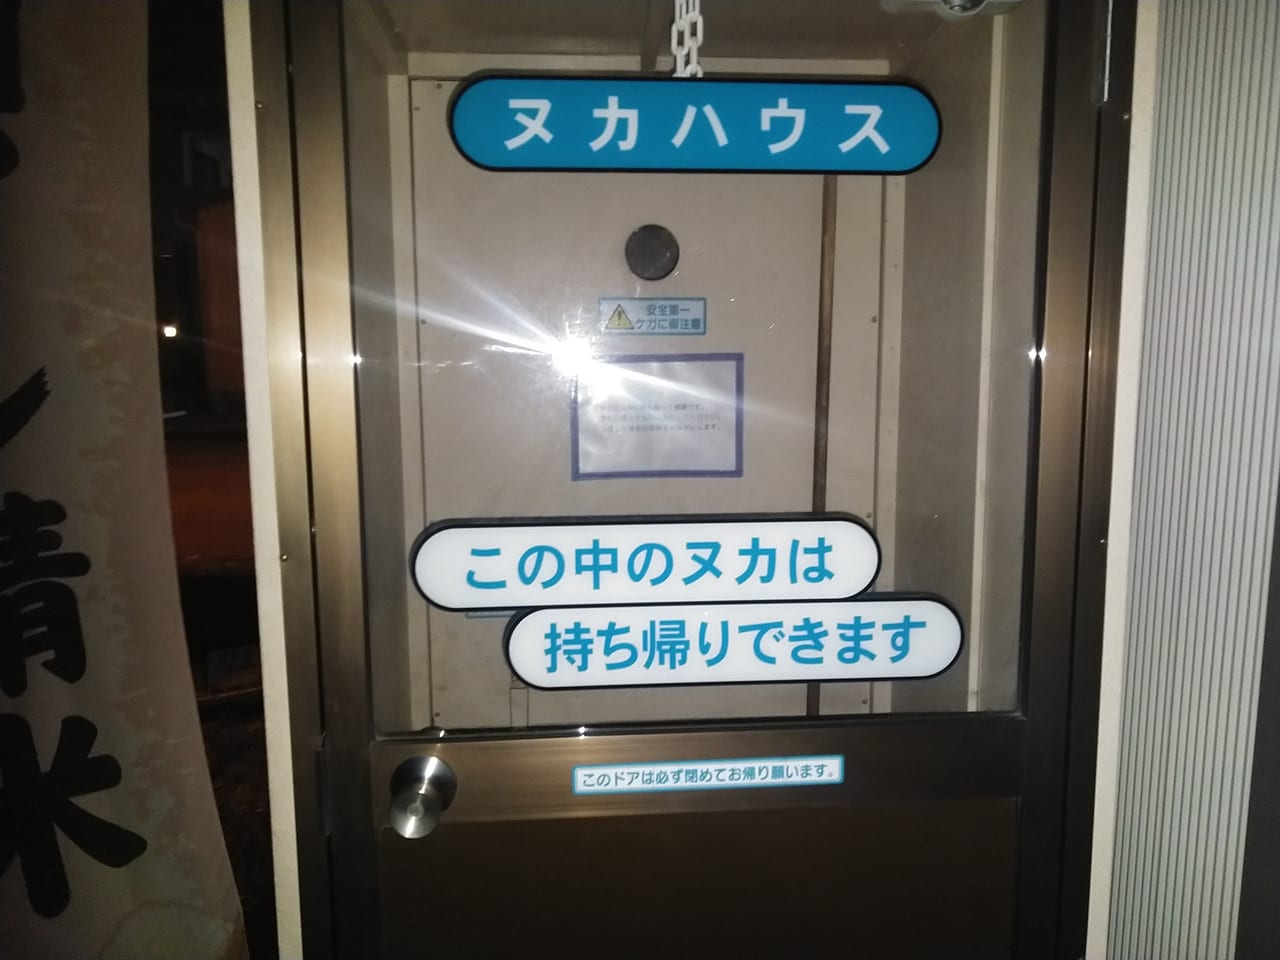 ヌカハウス
安全第一
ケガに御注意
この中のヌカは
持ち帰りできます
このドアは必ず閉めてお帰り願います。
精米